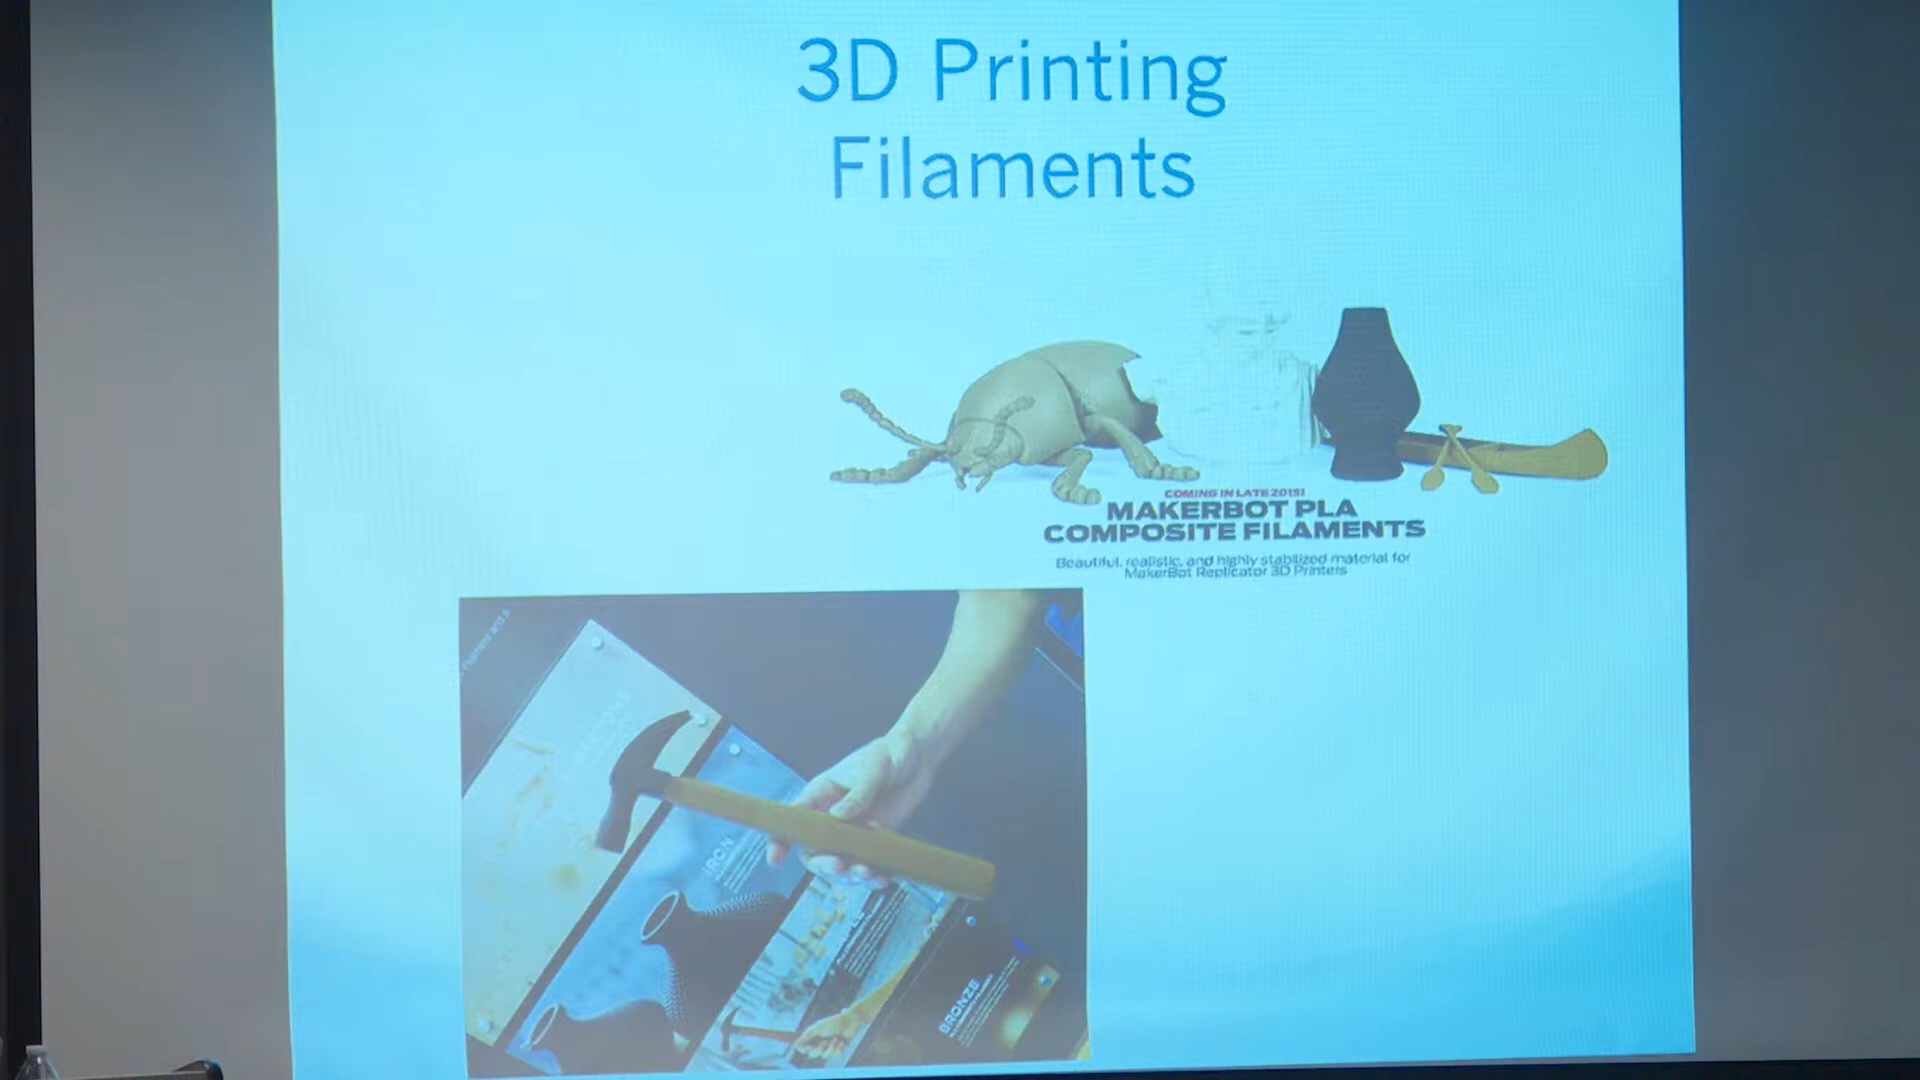 3D Printing
Filaments
COMING IN LATE 2015!
MAKERBOT PLA
COMPOSITE FILAMENTS
Beautiful, realistic, and highly stabilized material for
MakerBot Replicator 3D Printers
IRON
BRONZE